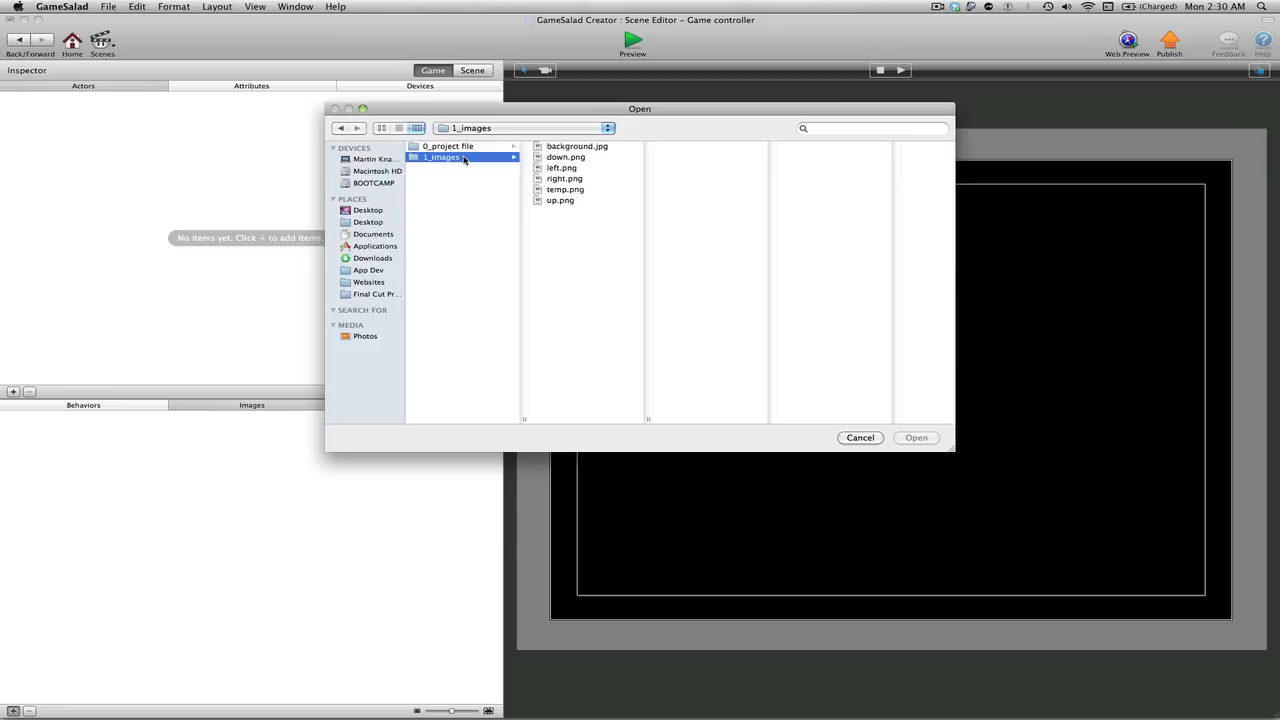 GameSalad File Edit Format Layout View Window Help (Charged) Mon 2:30 AM
GameSalad Creator : Scene Editor - Game controller
Back/Forward Home Scenes Preview Web Preview Publish Feedback Help
Inspector Game Scene
Actors Attributes Devices
Open
1_images
DEVICES
Martin Kna...
Macintosh HD
BOOTCAMP
PLACES
Desktop
Desktop
Documents
Applications
Downloads
App Dev
Websites
Final Cut Pr...
SEARCH FOR
MEDIA
Photos
0_project file
1_images
background.jpg
down.png
left.png
right.png
temp.png
up.png
No items yet. Click + to add items.
Cancel Open
Behaviors Images